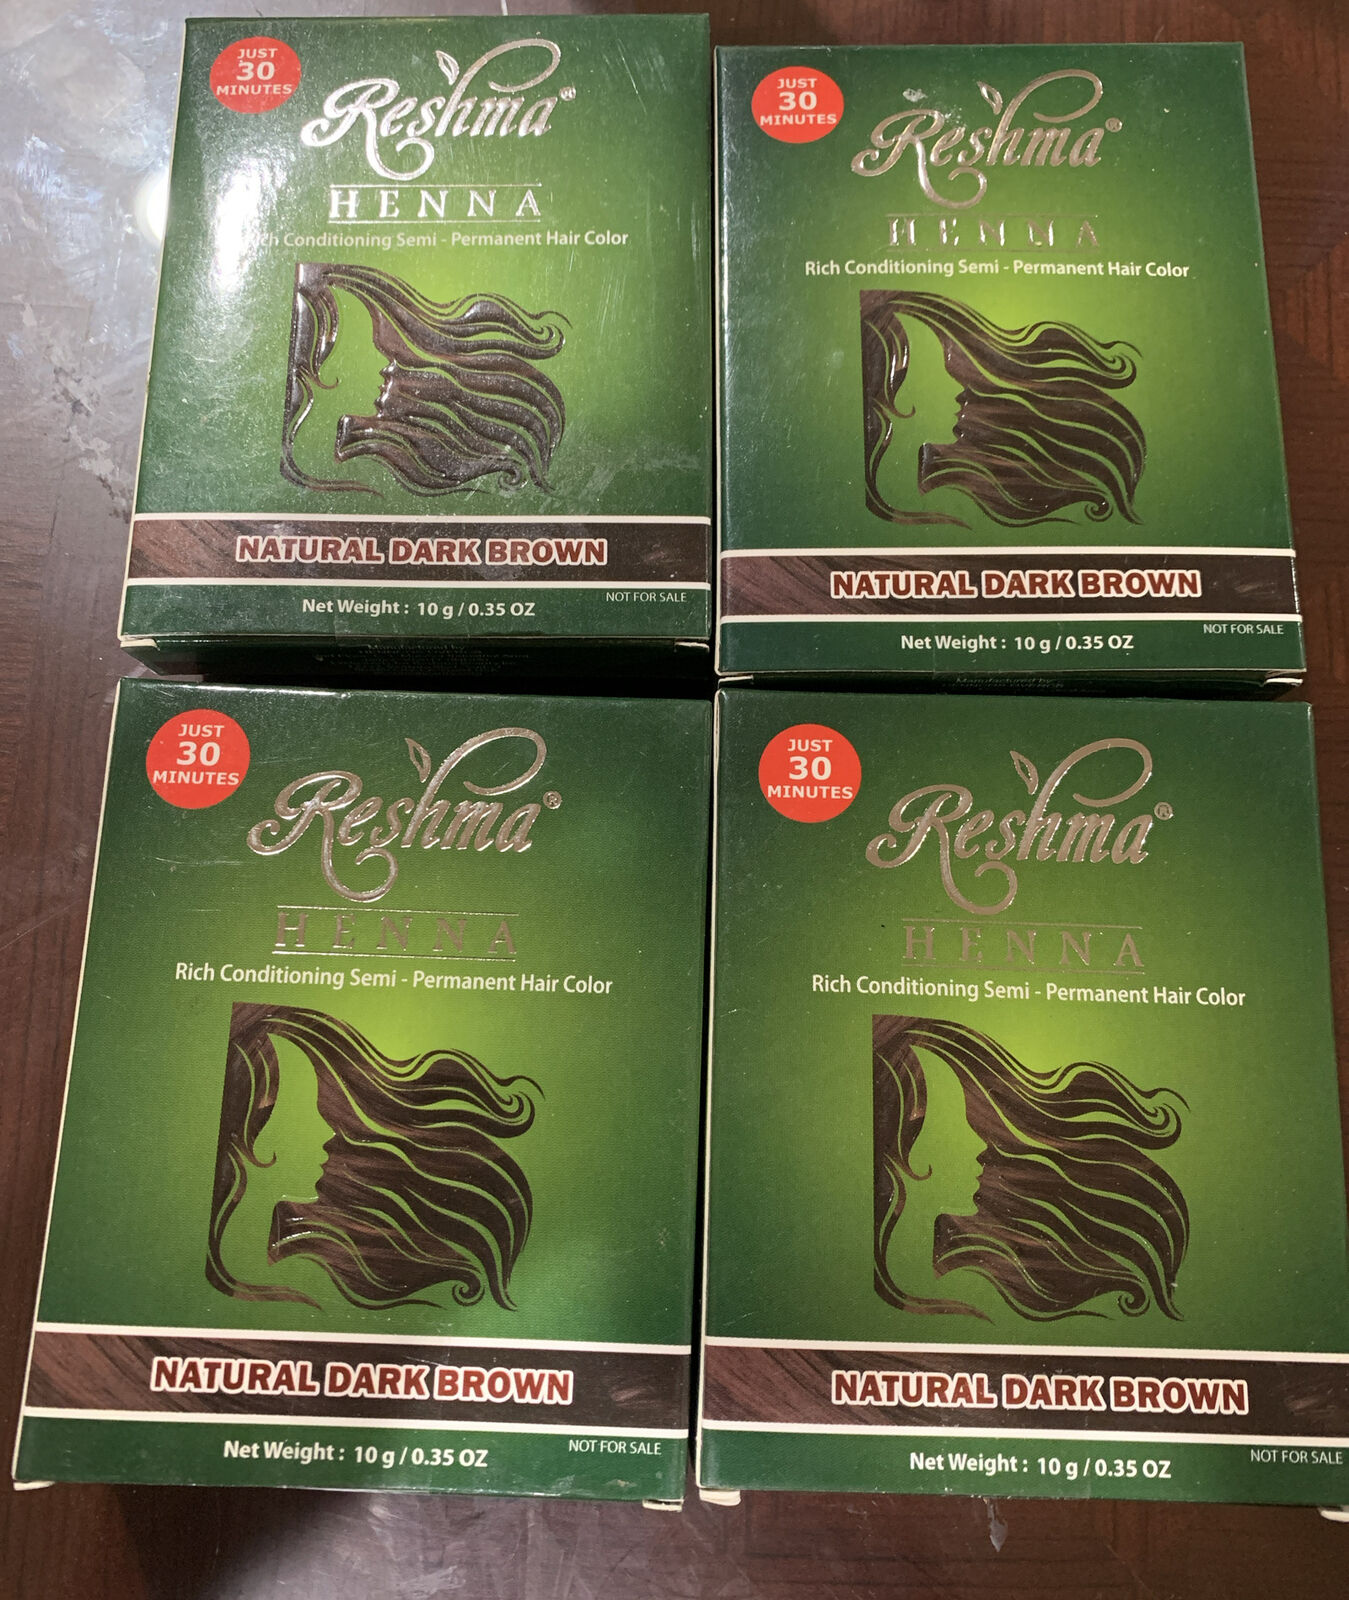 JUST
30
MINUTES
Reshma®
HENNA
Conditioning Semi - Permanent Hair Color
NATURAL DARK BROWN
NOT FOR SALE
Net Weight : 10 g / 0.35 OZ
Manufactured by:
JUST
30
MINUTES
Reshma®
HENNA
Rich Conditioning Semi - Permanent Hair Color
NATURAL DARK BROWN
NOT FOR SALE
Net Weight : 10 g / 0.35 OZ
Manufactured by:
JUST
30
MINUTES
Reshma®
HENNA
Rich Conditioning Semi - Permanent Hair Color
NATURAL DARK BROWN
NOT FOR SALE
Net Weight : 10 g / 0.35 OZ
JUST
30
MINUTES
Reshma®
HENNA
Rich Conditioning Semi - Permanent Hair Color
NATURAL DARK BROWN
NOT FOR SALE
Net Weight : 10 g / 0.35 OZ